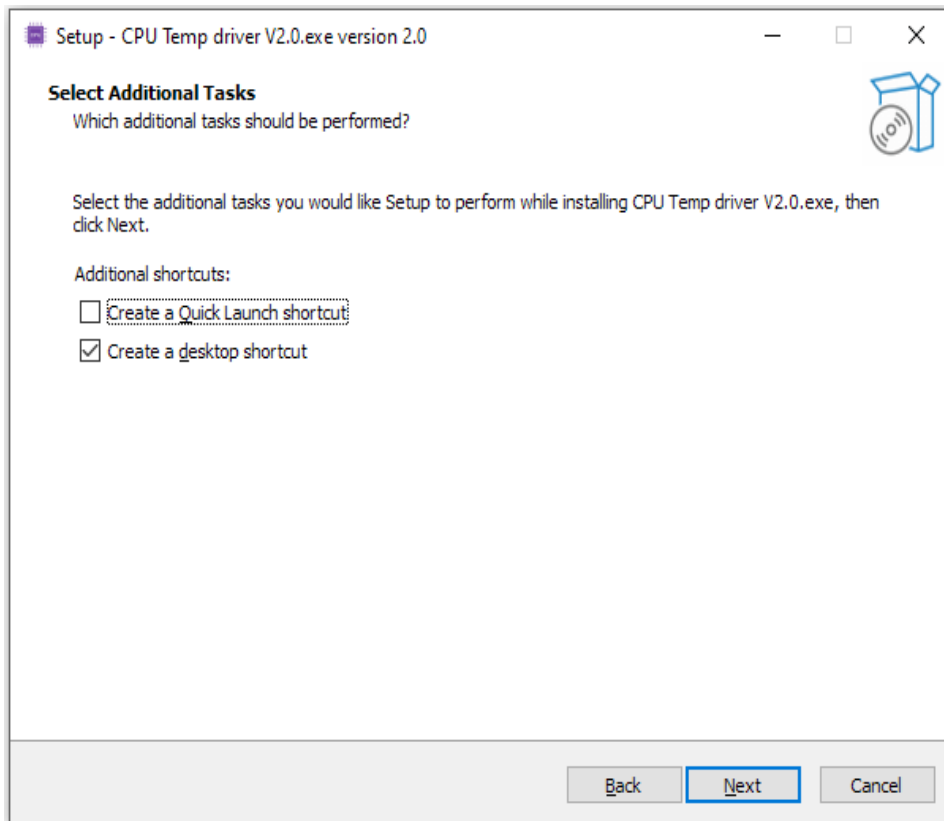 Setup - CPU Temp driver V2.0.exe version 2.0
Select Additional Tasks
Which additional tasks should be performed?
Select the additional tasks you would like Setup to perform while installing CPU Temp driver V2.0.exe, then
click Next.
Additional shortcuts:
Create a Quick Launch shortcut
Create a desktop shortcut
Back
Next
Cancel